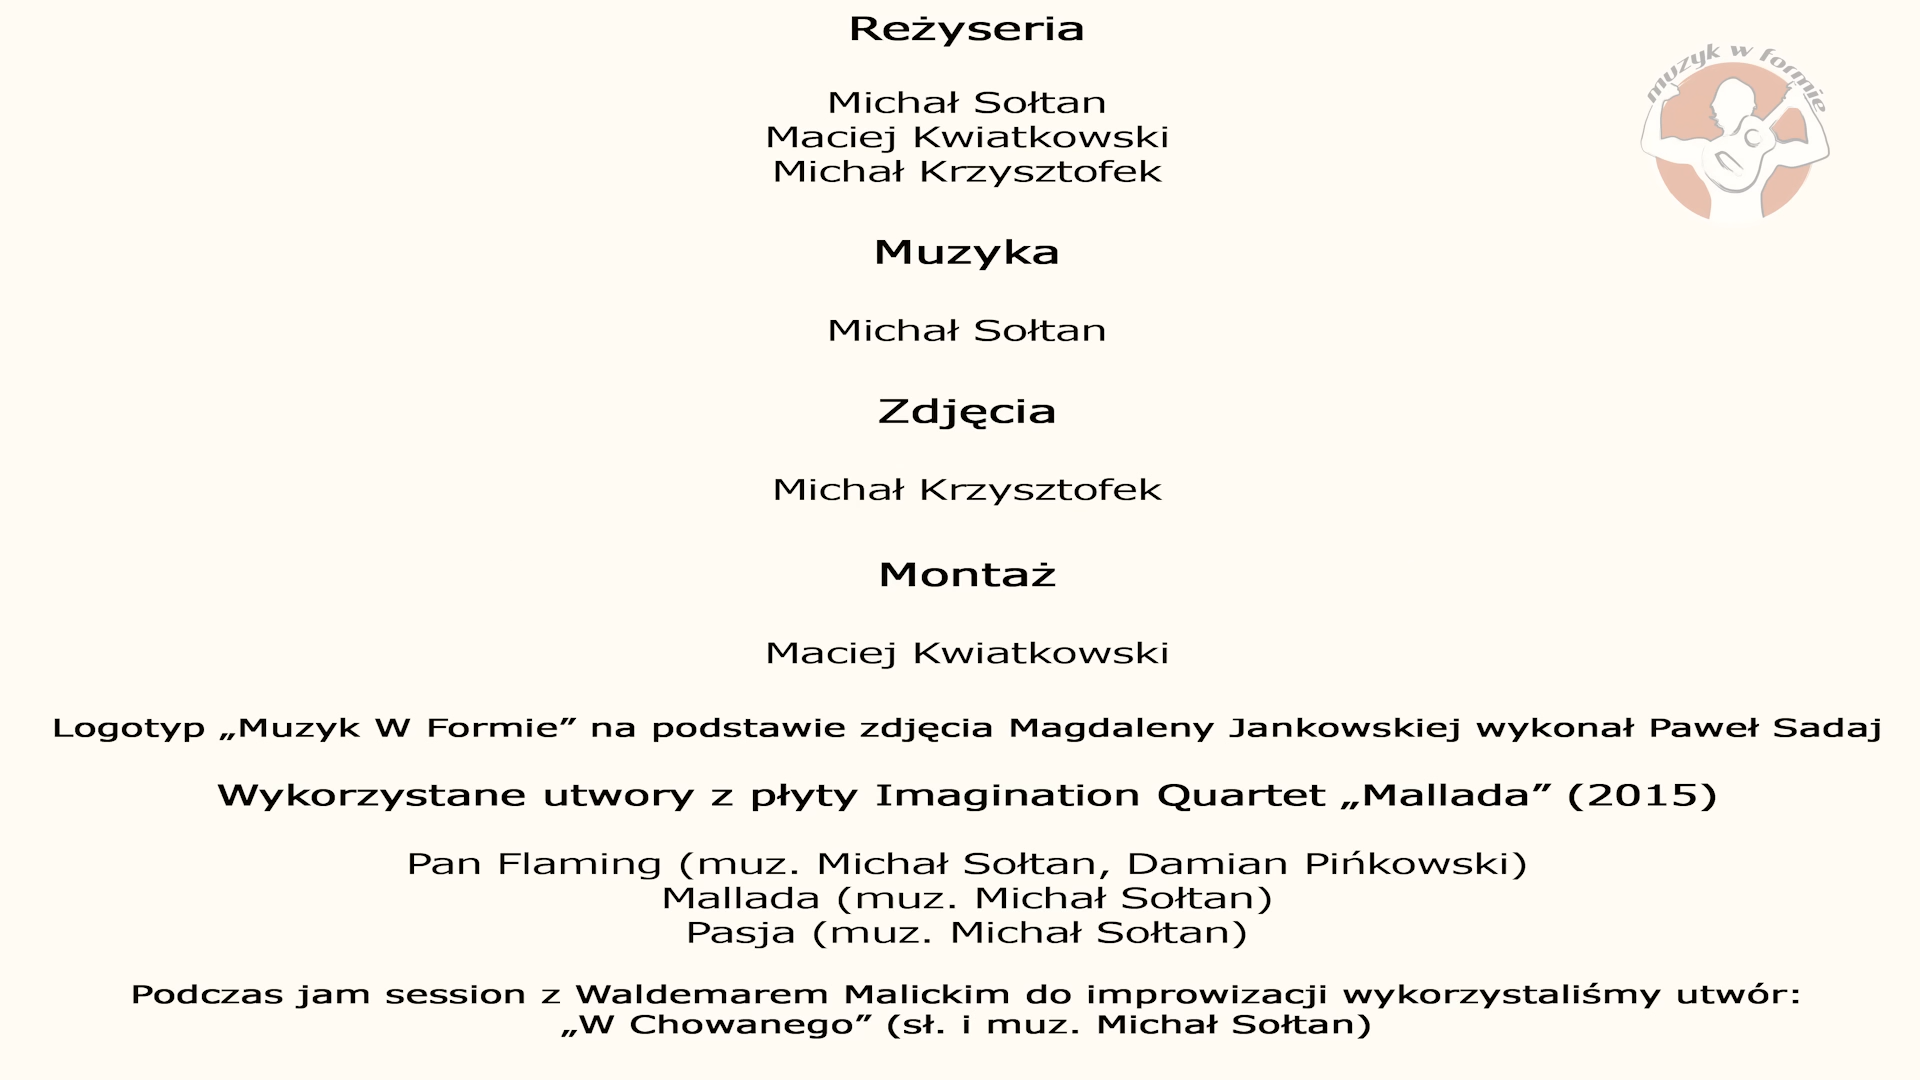 Reżyseria
muzyk w formie
Michał Sołtan
Maciej Kwiatkowski
Michał Krzysztofek
Muzyka
Michał Sołtan
Zdjęcia
Michał Krzysztofek
Montaż
Maciej Kwiatkowski
Logotyp „Muzyk W Formie” na podstawie zdjęcia Magdaleny Jankowskiej wykonał Paweł Sadaj
Wykorzystane utwory z płyty Imagination Quartet „Mallada” (2015)
Pan Flaming (muz. Michał Sołtan, Damian Pińkowski)
Mallada (muz. Michał Sołtan)
Pasja (muz. Michał Sołtan)
Podczas jam session z Waldemarem Malickim do improwizacji wykorzystaliśmy utwór:
„W Chowanego” (sł. i muz. Michał Sołtan)